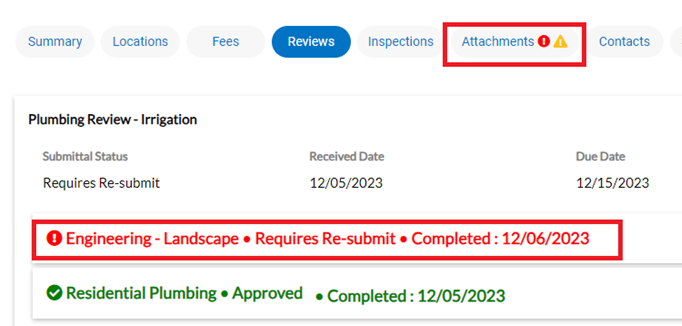 Summary Locations Fees Reviews Inspections Attachments Contacts
Plumbing Review - Irrigation
Submittal Status Received Date Due Date
Requires Re-submit 12/05/2023 12/15/2023
Engineering - Landscape • Requires Re-submit • Completed : 12/06/2023
Residential Plumbing • Approved • Completed : 12/05/2023